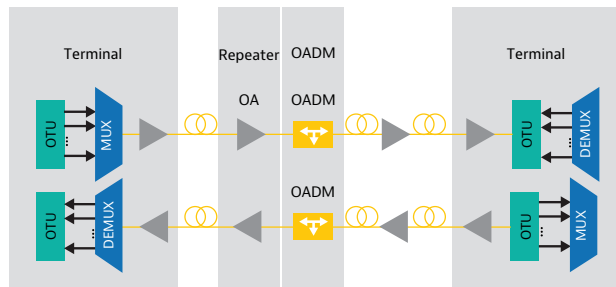 Terminal
Repeater
OADM
Terminal
OA
OADM
OTU
...
MUX
OTU
...
DEMUX
OADM
OTU
...
DEMUX
OTU
...
MUX